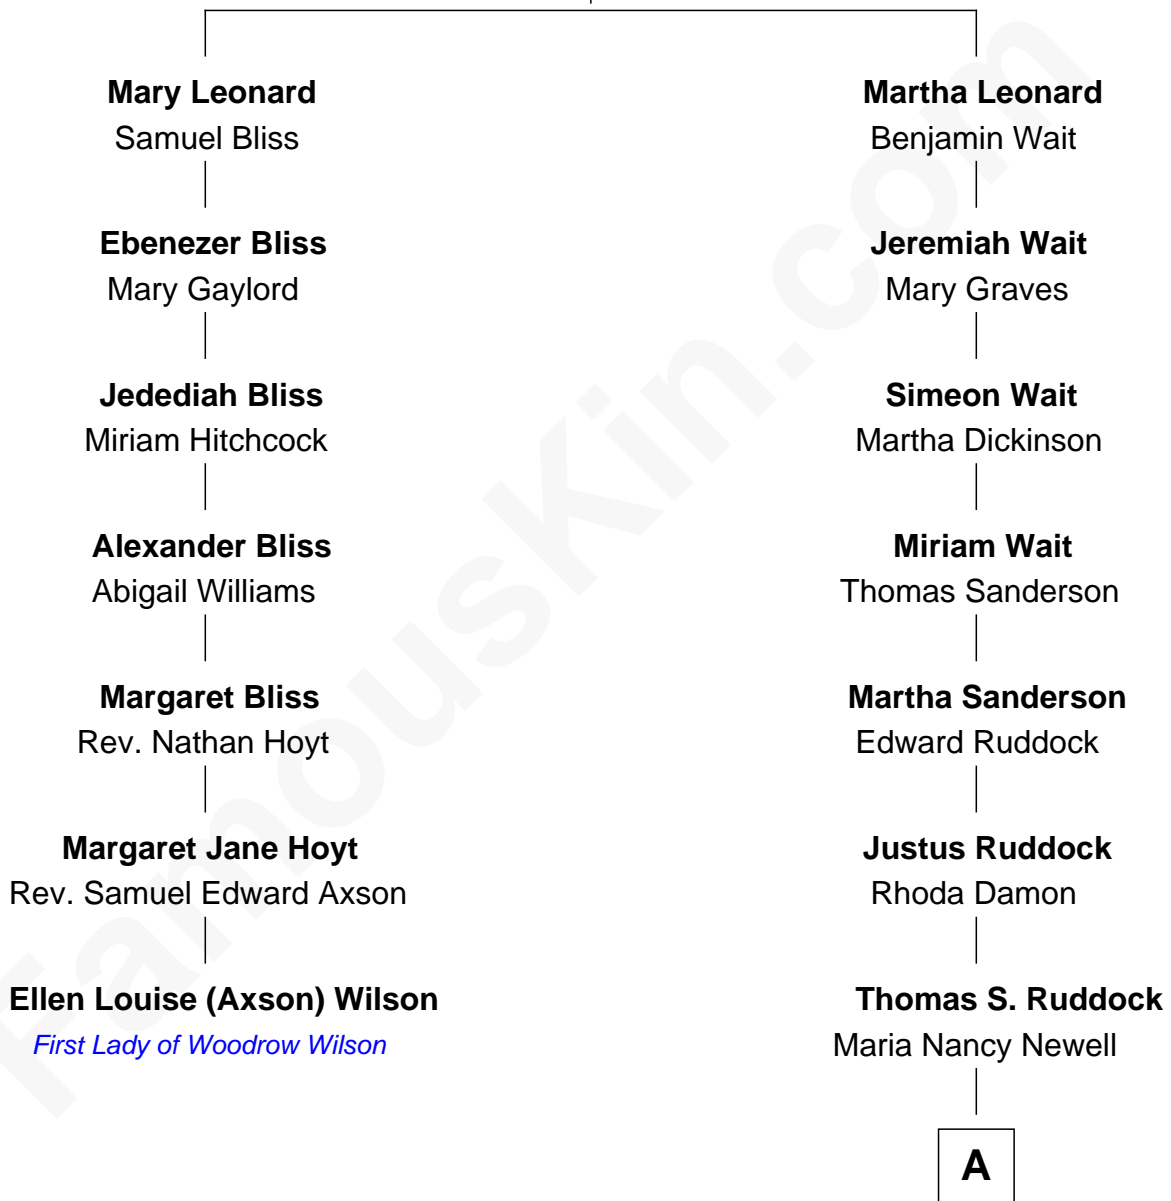 Mary Leonard
Samuel Bliss
Ebenezer Bliss
Mary Gaylord
Jedediah Bliss
Miriam Hitchcock
Alexander Bliss
Abigail Williams
Margaret Bliss
Rev. Nathan Hoyt
Margaret Jane Hoyt
Rev. Samuel Edward Axson
Ellen Louise (Axson) Wilson
First Lady of Woodrow Wilson
Martha Leonard
Benjamin Wait
Jeremiah Wait
Mary Graves
Simeon Wait
Martha Dickinson
Miriam Wait
Thomas Sanderson
Martha Sanderson
Edward Ruddock
Justus Ruddock
Rhoda Damon
Thomas S. Ruddock
Maria Nancy Newell
A
FamousKin.com